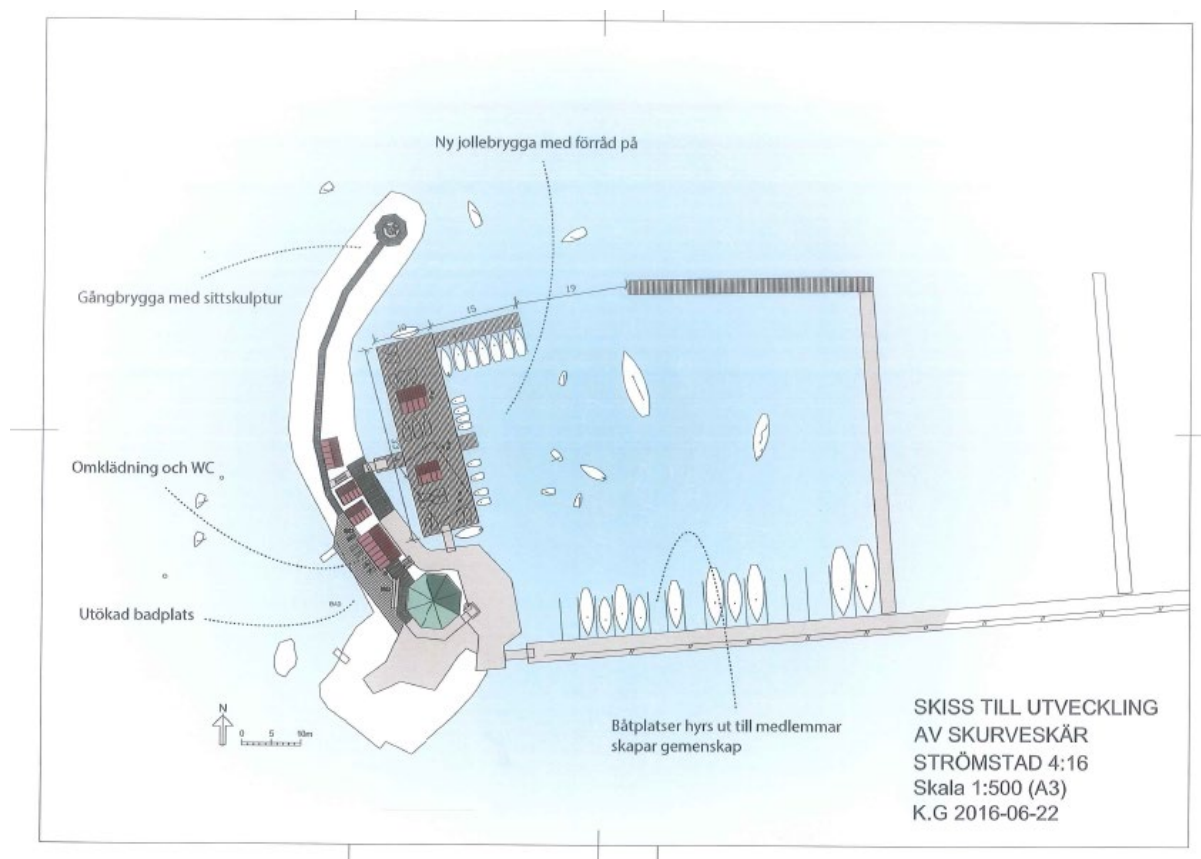 Ny jollebrygga med förråd på
Gångbrygga med sittskulptur
19
15
10
Omklädning och WC
Utökad badplats
BAD
N
0 5 10m
Båtplatser hyrs ut till medlemmar
skapar gemenskap
SKISS TILL UTVECKLING
AV SKURVESKÄR
STRÖMSTAD 4:16
Skala 1:500 (A3)
K.G 2016-06-22